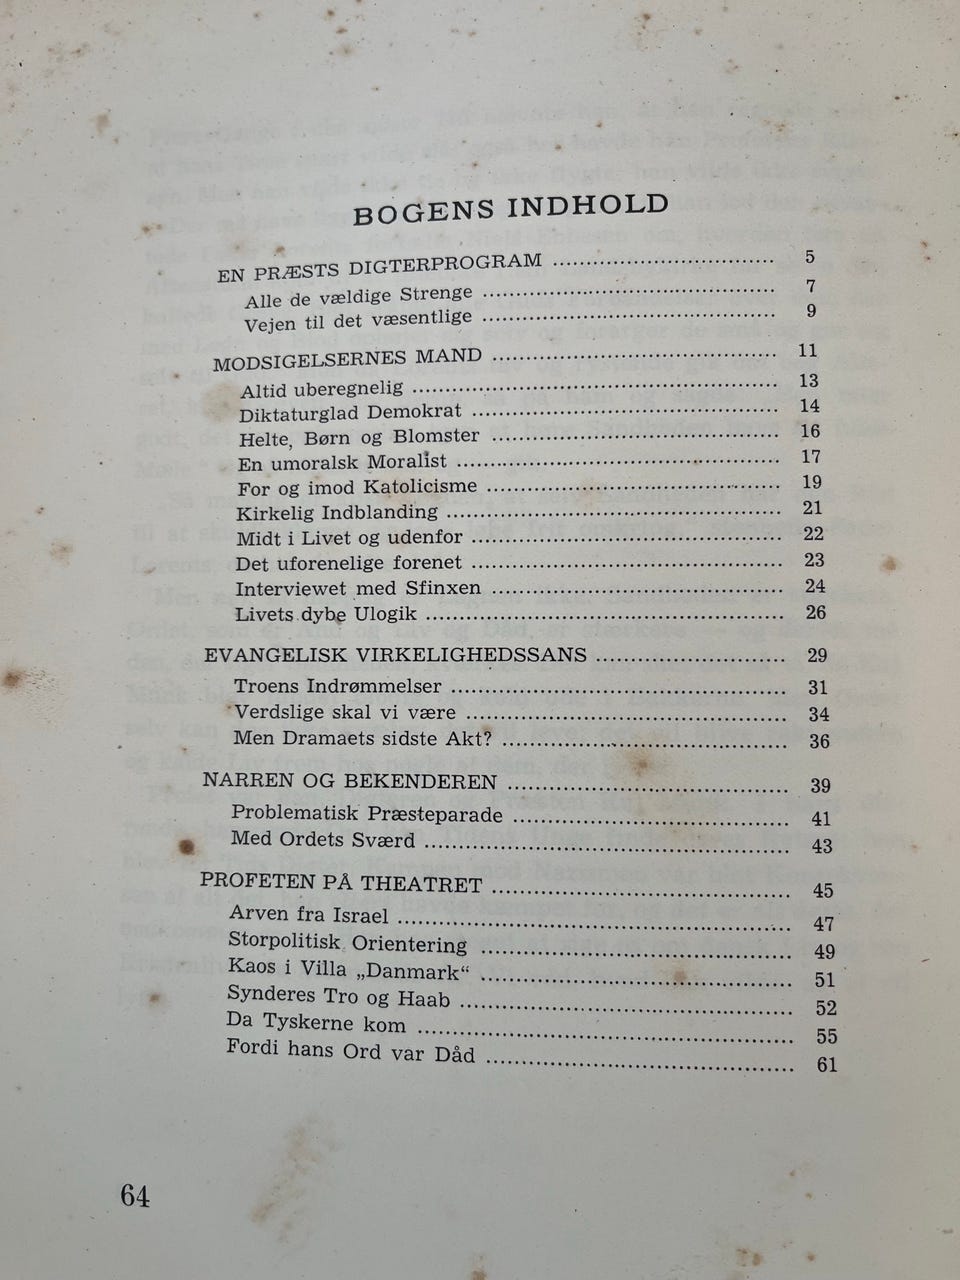 BOGENS INDHOLD
EN PRÆSTS DIGTERPROGRAM ........................................ 5
Alle de vældige Strenge ........................................ 7
Vejen til det væsentlige ........................................ 9
MODSIGELSERNES MAND ........................................ 11
Altid uberegnelig ........................................ 13
Diktaturglad Demokrat ........................................ 14
Helte, Børn og Blomster ........................................ 16
En umoralsk Moralist ........................................ 17
For og imod Katolicisme ........................................ 19
Kirkelig Indblanding ........................................ 21
Midt i Livet og udenfor ........................................ 22
Det uforenelige forenet ........................................ 23
Interviewet med Sfinxen ........................................ 24
Livets dybe Ulogik ........................................ 26
EVANGELISK VIRKELIGHEDSSANS ........................................ 29
Troens Indrømmelser ........................................ 31
Verdslige skal vi være ........................................ 34
Men Dramaets sidste Akt? ........................................ 36
NARREN OG BEKENDEREN ........................................ 39
Problematisk Præsteparade ........................................ 41
Med Ordets Sværd ........................................ 43
PROFETEN PÅ THEATRET ........................................ 45
Arven fra Israel ........................................ 47
Storpolitisk Orientering ........................................ 49
Kaos i Villa „Danmark“ ........................................ 51
Synderes Tro og Haab ........................................ 52
Da Tyskerne kom ........................................ 55
Fordi hans Ord var Dåd ........................................ 61
64